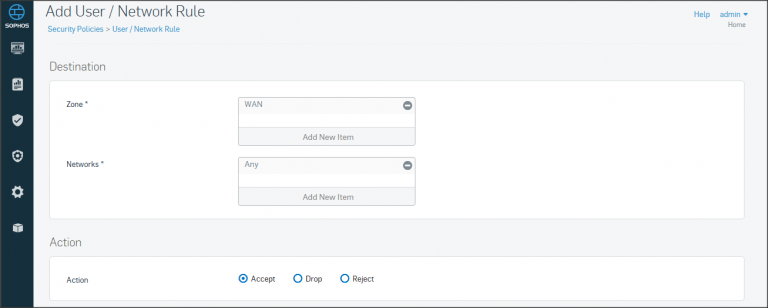 SOPHOS
Add User / Network Rule
Help admin
Security Policies > User / Network Rule
Home
Destination
Zone *
WAN
Add New Item
Networks *
Any
Add New Item
Action
Action
Accept Drop Reject